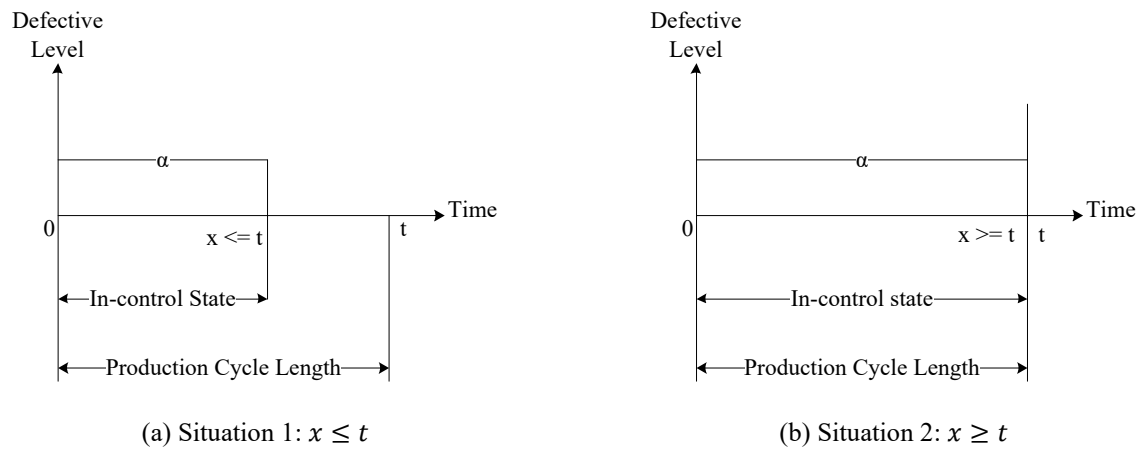 Defective
Level
α
Time
0
x <= t
t
In-control State
Production Cycle Length
(a) Situation 1: 𝑥 ≤ 𝑡
Defective
Level
α
Time
0
x >= t
t
In-control state
Production Cycle Length
(b) Situation 2: 𝑥 ≥ 𝑡